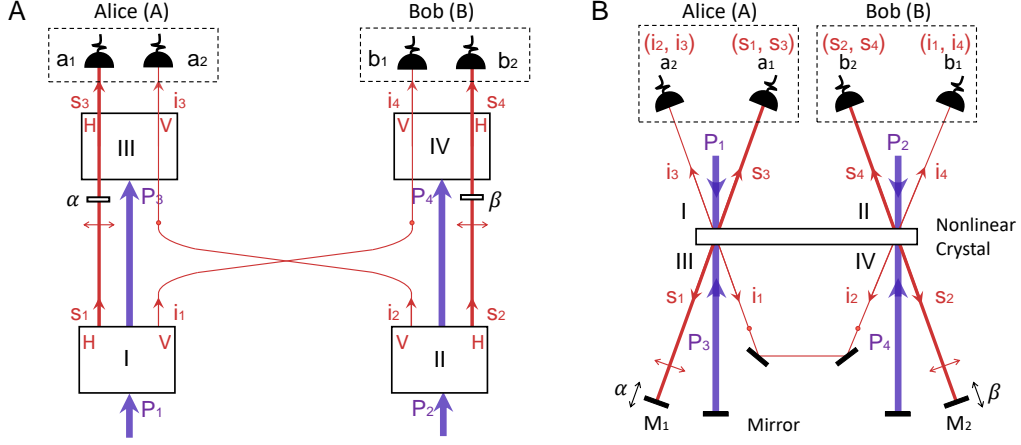 A
Alice (A)
Bob (B)
a₁
a₂
b₁
b₂
s₃
i₃
i₄
s₄
H
V
V
H
III
IV
α
P₃
P₄
β
s₁
i₁
i₂
s₂
H
V
V
H
I
II
P₁
P₂
B
Alice (A)
Bob (B)
(i₂, i₃)
(s₁, s₃)
(s₂, s₄)
(i₁, i₄)
a₂
a₁
b₂
b₁
P₁
P₂
i₃
s₃
s₄
i₄
I
II
Nonlinear
Crystal
III
IV
s₁
i₁
i₂
s₂
P₃
P₄
α
β
M₁
Mirror
M₂